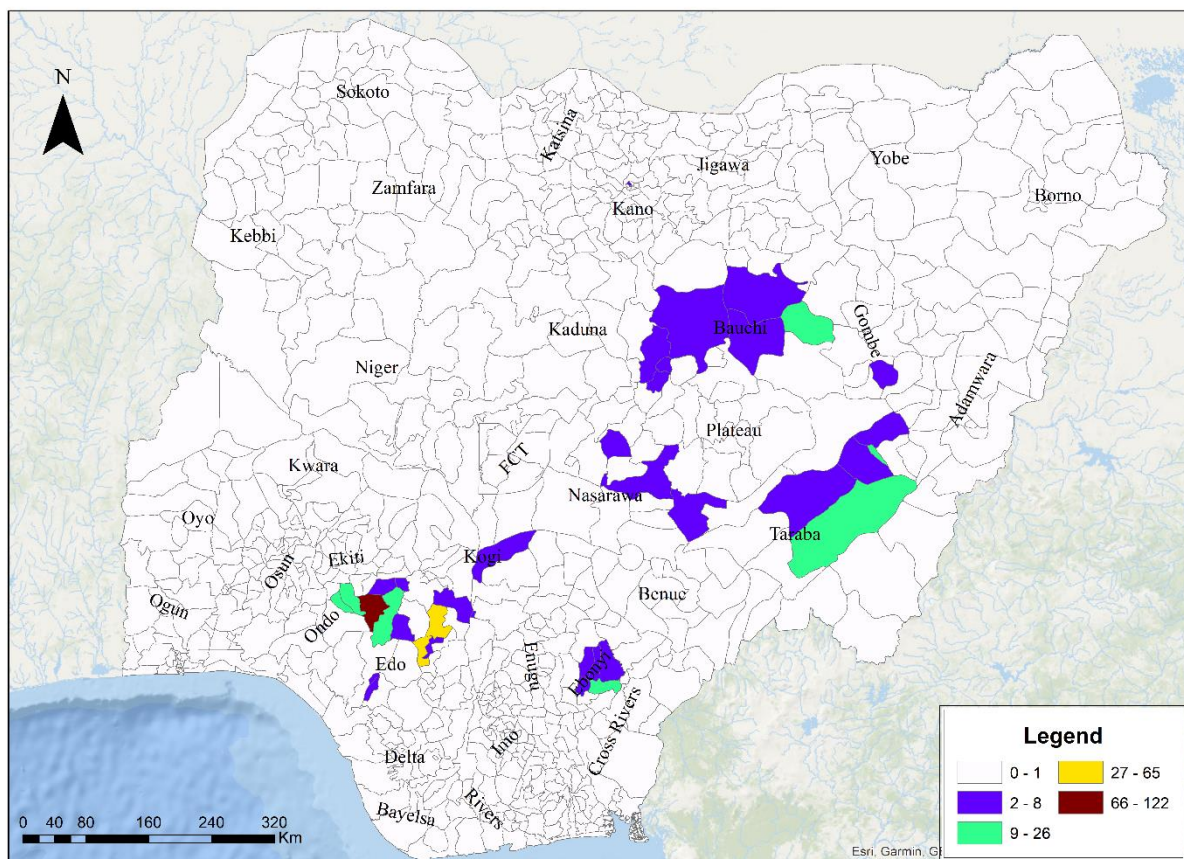 N
Sokoto
Katsina
Jigawa
Yobe
Zamfara
Kano
Borno
Kebbi
Kaduna
Bauchi
Gombe
Niger
Adamwara
Plateau
FCT
Kwara
Nasarawa
Oyo
Taraba
Osun
Ekiti
Kogi
Benue
Ogun
Ondo
Edo
Enugu
Ebonyi
Cross Rivers
Imo
Delta
Bayelsa
Rivers
0 40 80 160 240 320
Km
Legend
0 - 1
27 - 65
2 - 8
66 - 122
9 - 26
Esri, Garmin,